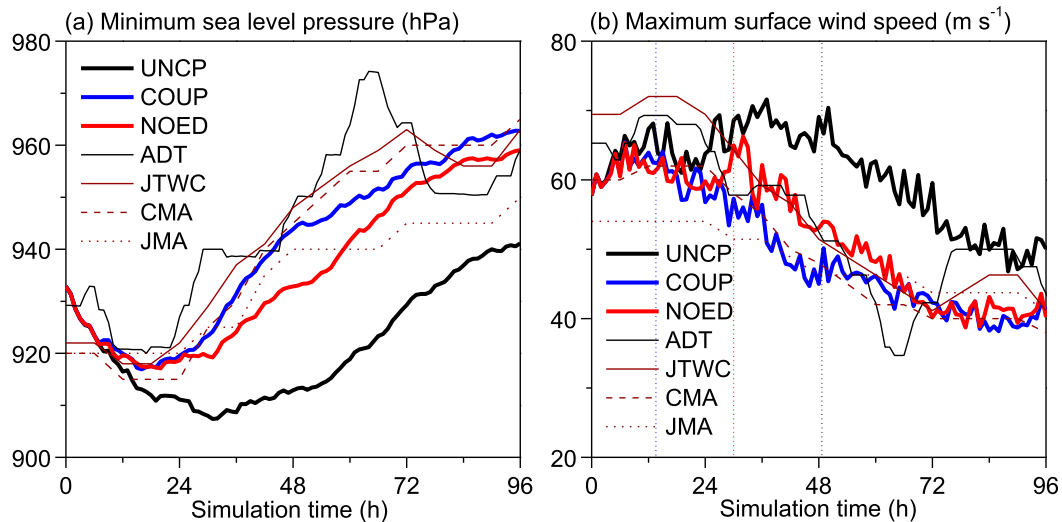 (a) Minimum sea level pressure (hPa)
980
960
940
920
900
UNCP
COUP
NOED
ADT
JTWC
CMA
JMA
0 24 48 72 96
Simulation time (h)
(b) Maximum surface wind speed (m s⁻¹)
80
60
40
20
UNCP
COUP
NOED
ADT
JTWC
CMA
JMA
0 24 48 72 96
Simulation time (h)